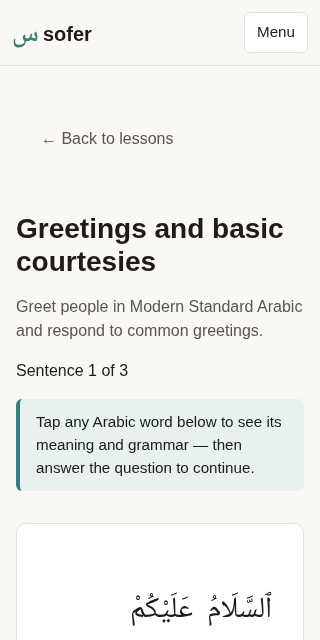 س sofer
Menu
← Back to lessons
Greetings and basic
courtesies
Greet people in Modern Standard Arabic
and respond to common greetings.
Sentence 1 of 3
Tap any Arabic word below to see its
meaning and grammar — then
answer the question to continue.
ٱلسَّلَامُ عَلَيْكُمْ